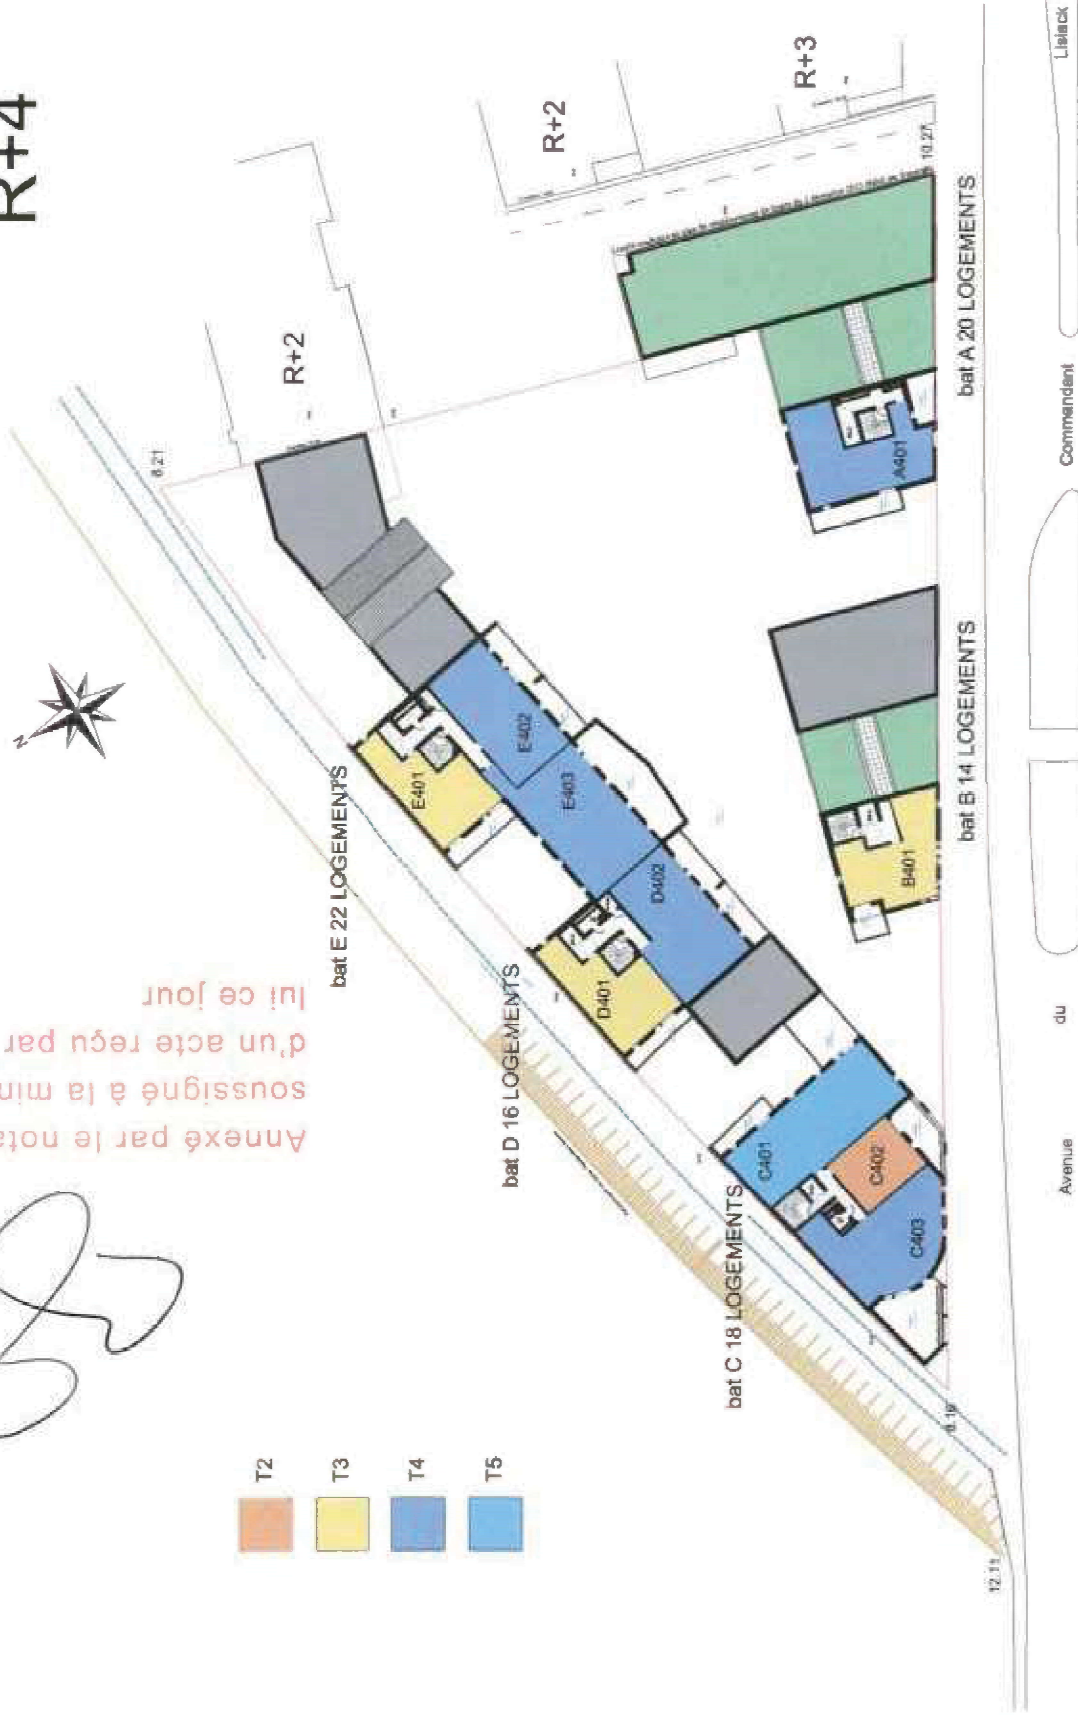 R+4
R+3
R+2
R+2
10.27
8.21
N
bat A 20 LOGEMENTS
A401
bat B 14 LOGEMENTS
B401
bat E 22 LOGEMENTS
E401
E402
E403
bat D 16 LOGEMENTS
D401
D402
bat C 18 LOGEMENTS
C401
C402
C403
12.11
T2
T3
T4
T5
Avenue du Commandant Lisiack
Annexé par le nota
soussigné à la min
d'un acte reçu par
lui ce jour